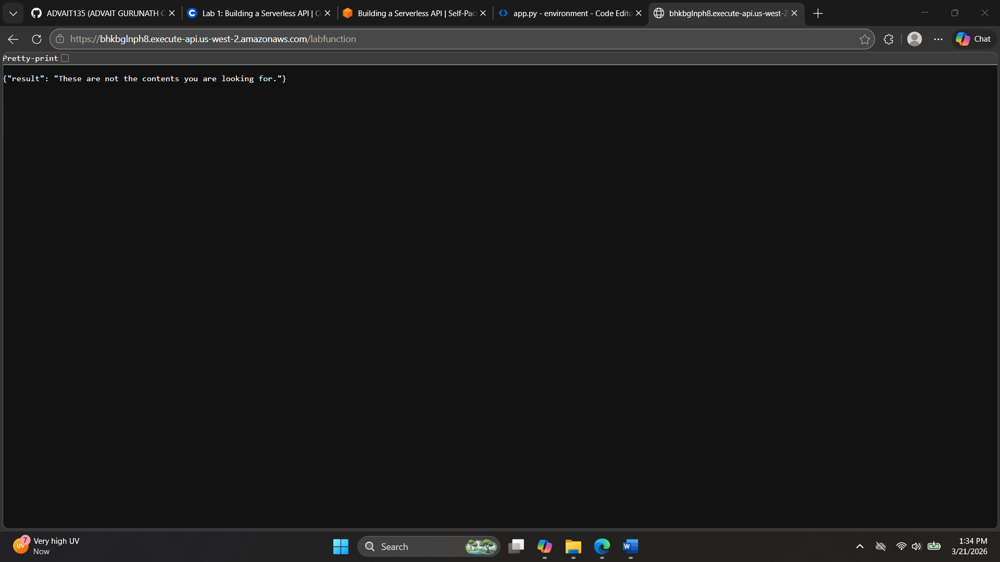 ADVAIT135 (ADVAIT GURUNATH C
Lab 1: Building a Serverless API | Co
Building a Serverless API | Self-Pac
app.py - environment - Code Edito
bhkbglnph8.execute-api.us-west-2
https://bhkbglnph8.execute-api.us-west-2.amazonaws.com/labfunction
Chat
Pretty-print
{"result": "These are not the contents you are looking for."}
UV
7
Very high UV
Now
Search
W
1:34 PM
3/21/2026